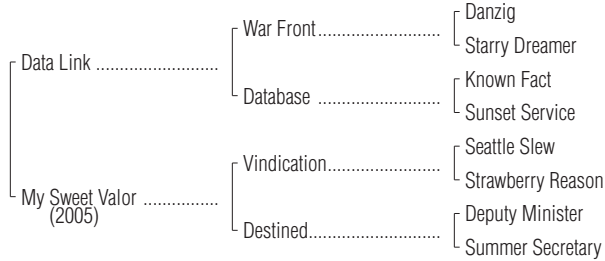 Danzig
War Front
Starry Dreamer
Data Link
Known Fact
Database
Sunset Service
Seattle Slew
Vindication
Strawberry Reason
My Sweet Valor
(2005)
Deputy Minister
Destined
Summer Secretary